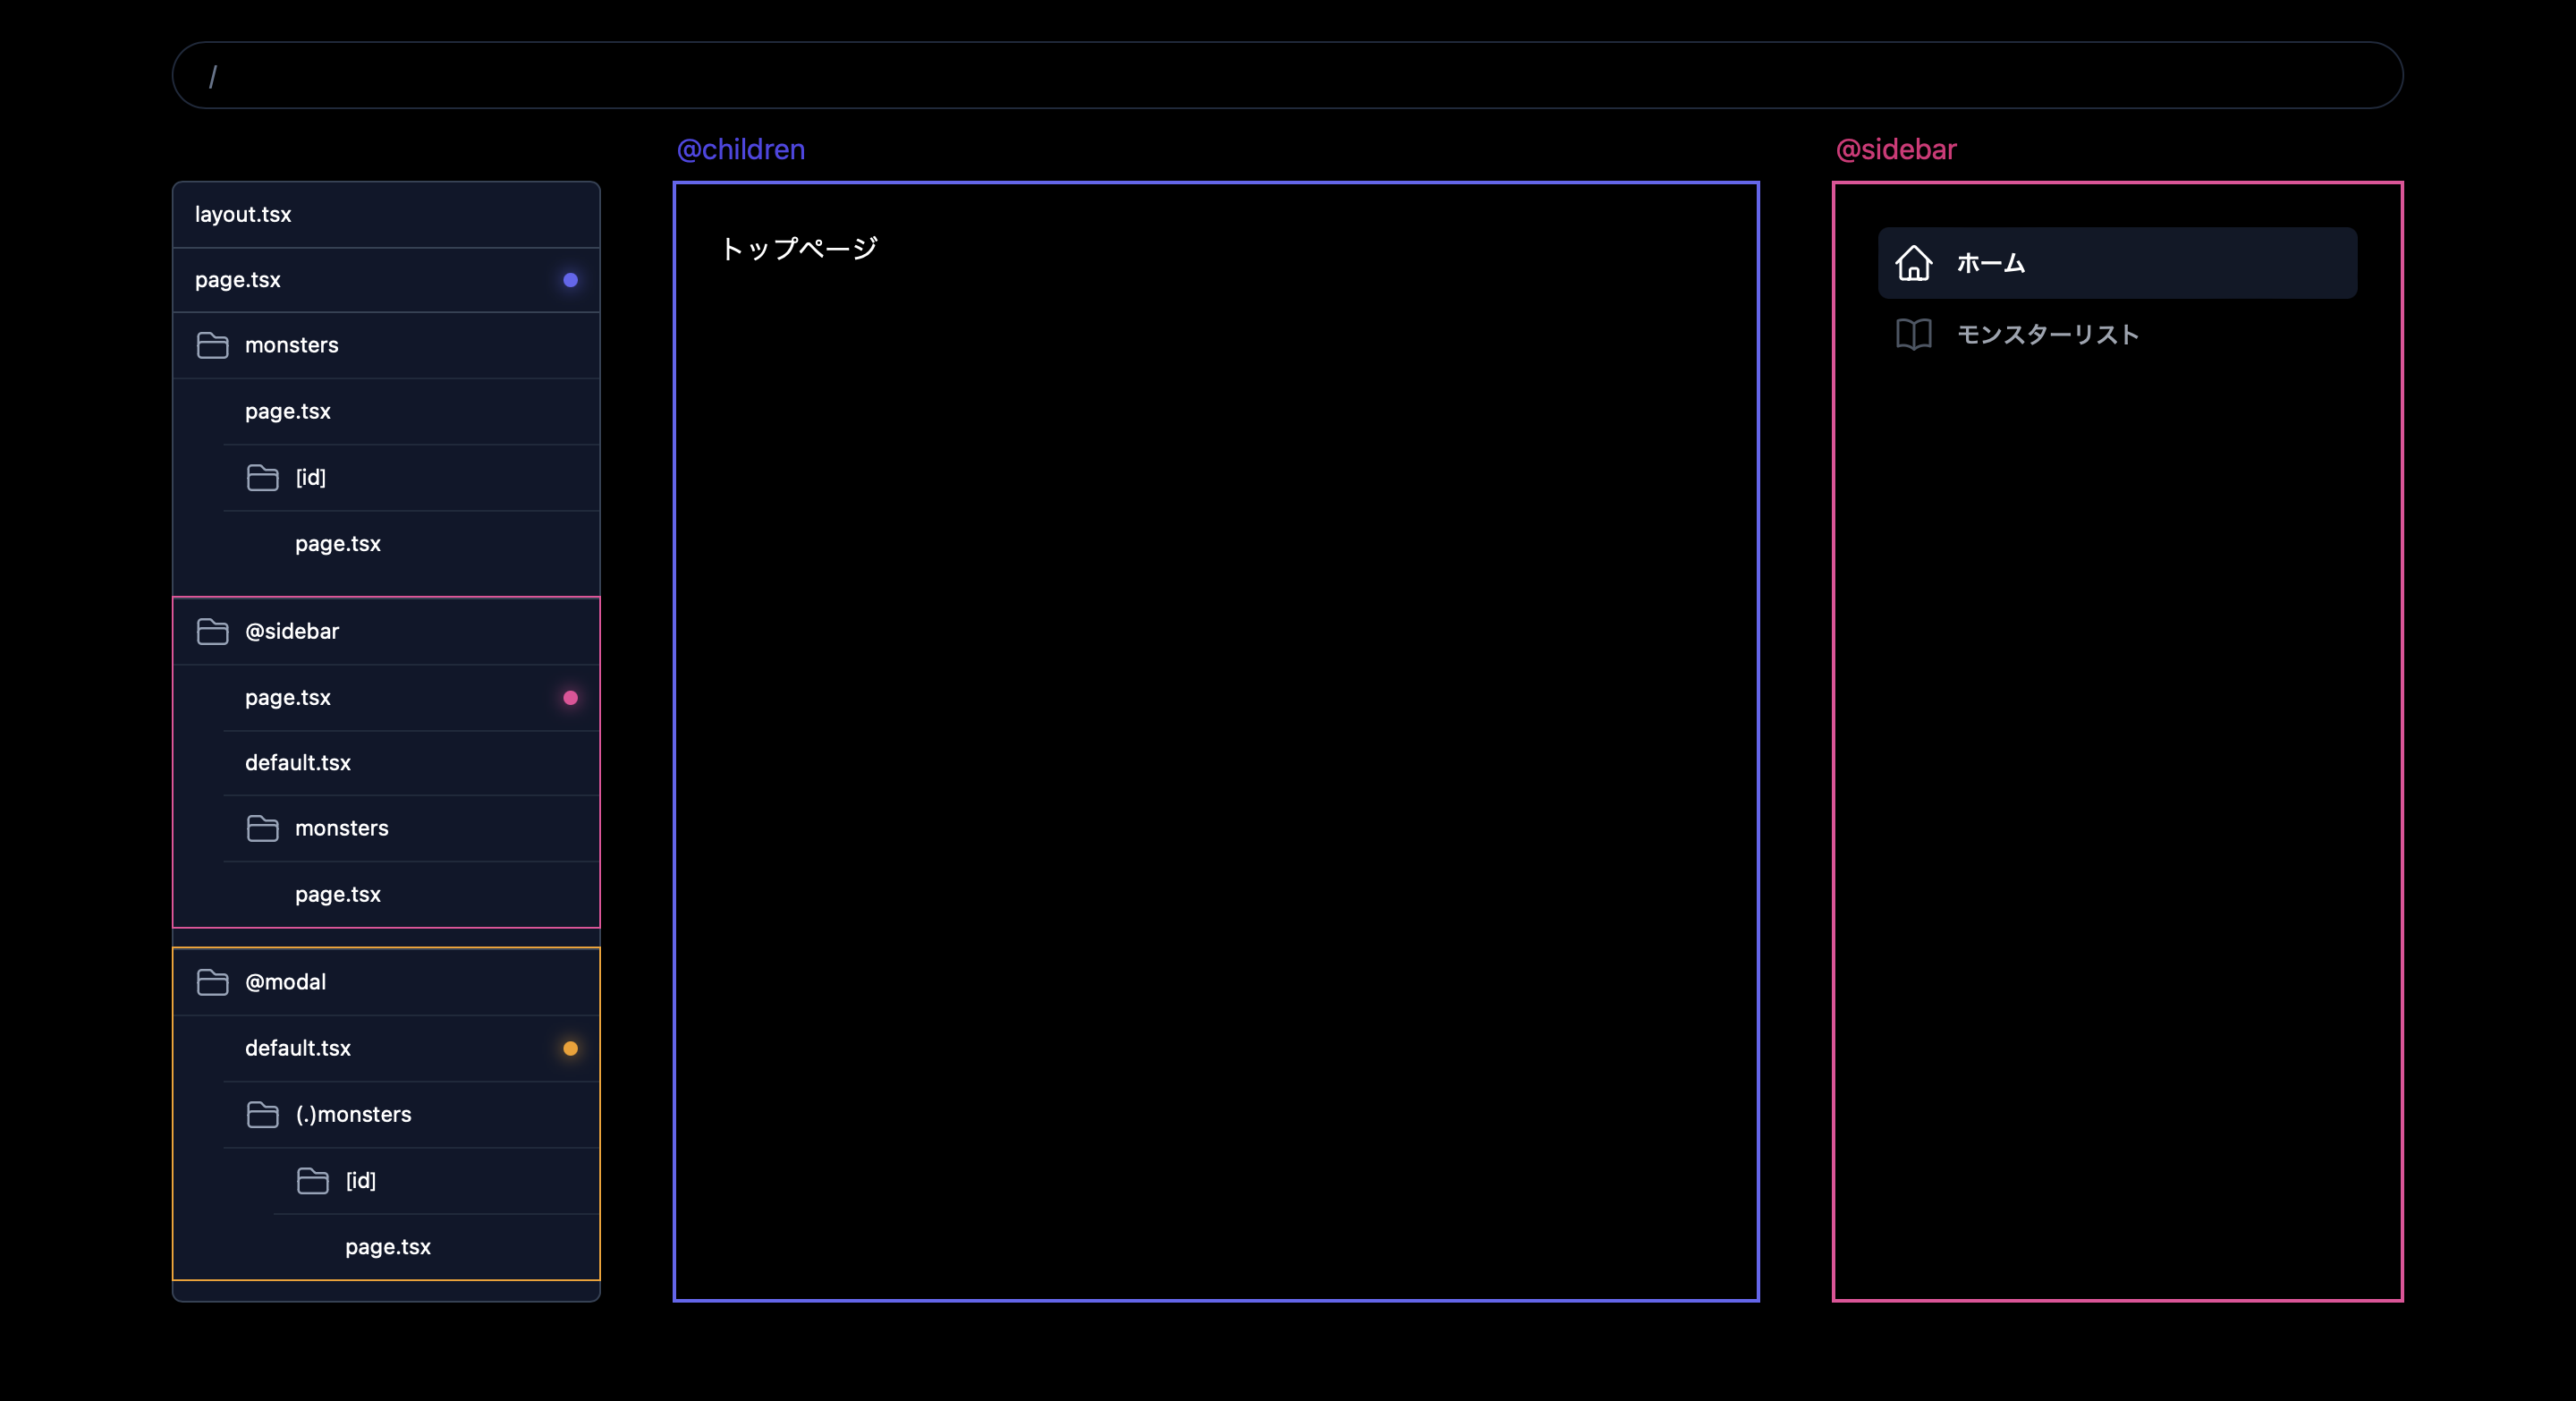 /
@children
@sidebar
layout.tsx
page.tsx
monsters
page.tsx
[id]
page.tsx
@sidebar
page.tsx
default.tsx
monsters
page.tsx
@modal
default.tsx
(.)monsters
[id]
page.tsx
トップページ
ホーム
モンスターリスト